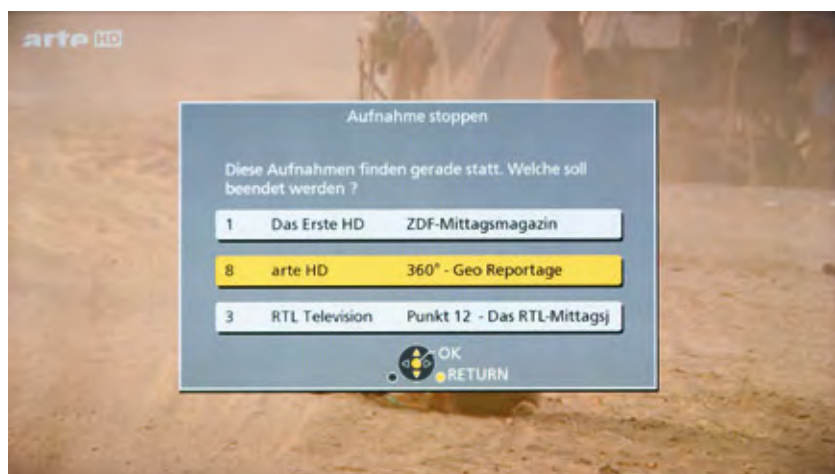 arte HD
Aufnahme stoppen
Diese Aufnahmen finden gerade statt. Welche soll
beendet werden ?
1 Das Erste HD ZDF-Mittagsmagazin
8 arte HD 360° - Geo Reportage
3 RTL Television Punkt 12 - Das RTL-Mittagsj
OK
RETURN